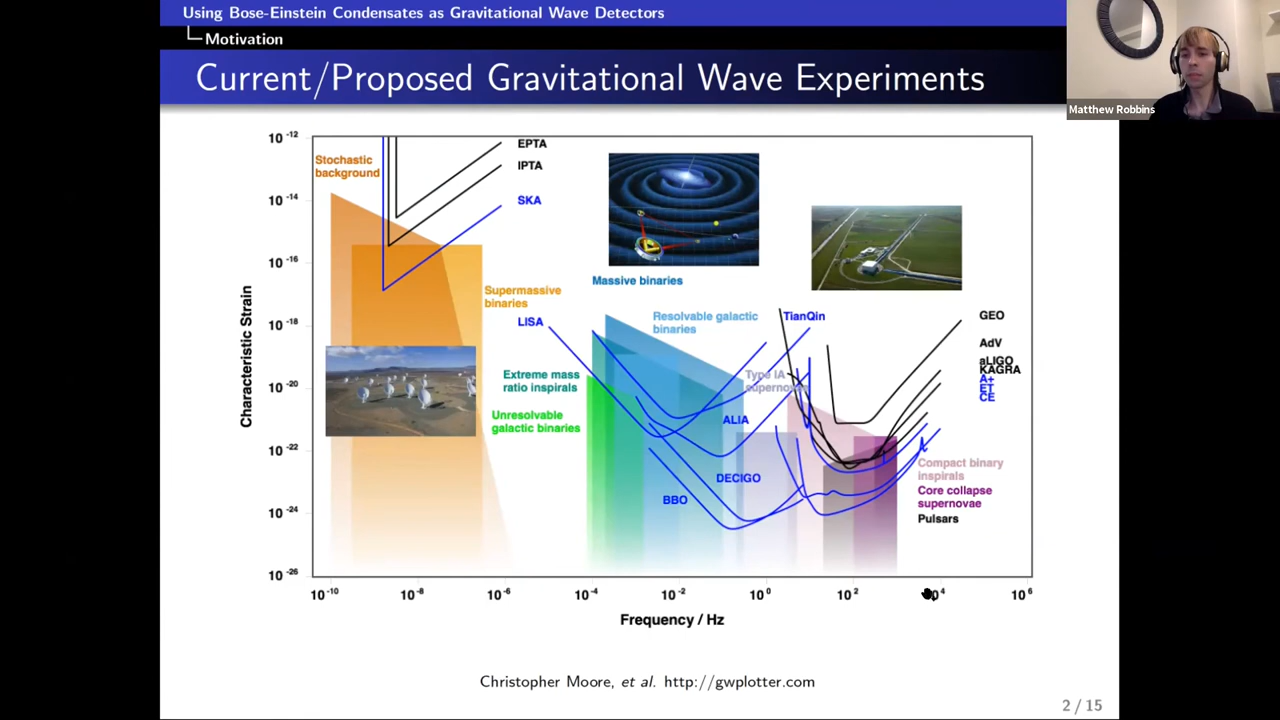 Using Bose-Einstein Condensates as Gravitational Wave Detectors
Motivation
Current/Proposed Gravitational Wave Experiments
Matthew Robbins
Characteristic Strain
10 -12
10 -14
10 -16
10 -18
10 -20
10 -22
10 -24
10 -26
Stochastic
background
EPTA
IPTA
SKA
Supermassive
binaries
LISA
Massive binaries
Resolvable galactic
binaries
TianQin
Extreme mass
ratio inspirals
Type IA
supernovae
Unresolvable
galactic binaries
ALIA
DECIGO
BBO
GEO
AdV
aLIGO
KAGRA
A+
ET
CE
Compact binary
inspirals
Core collapse
supernovae
Pulsars
10 -10
10 -8
10 -6
10 -4
10 -2
10 0
10 2
10 6
Frequency / Hz
Christopher Moore, et al. http://gwplotter.com
2 / 15